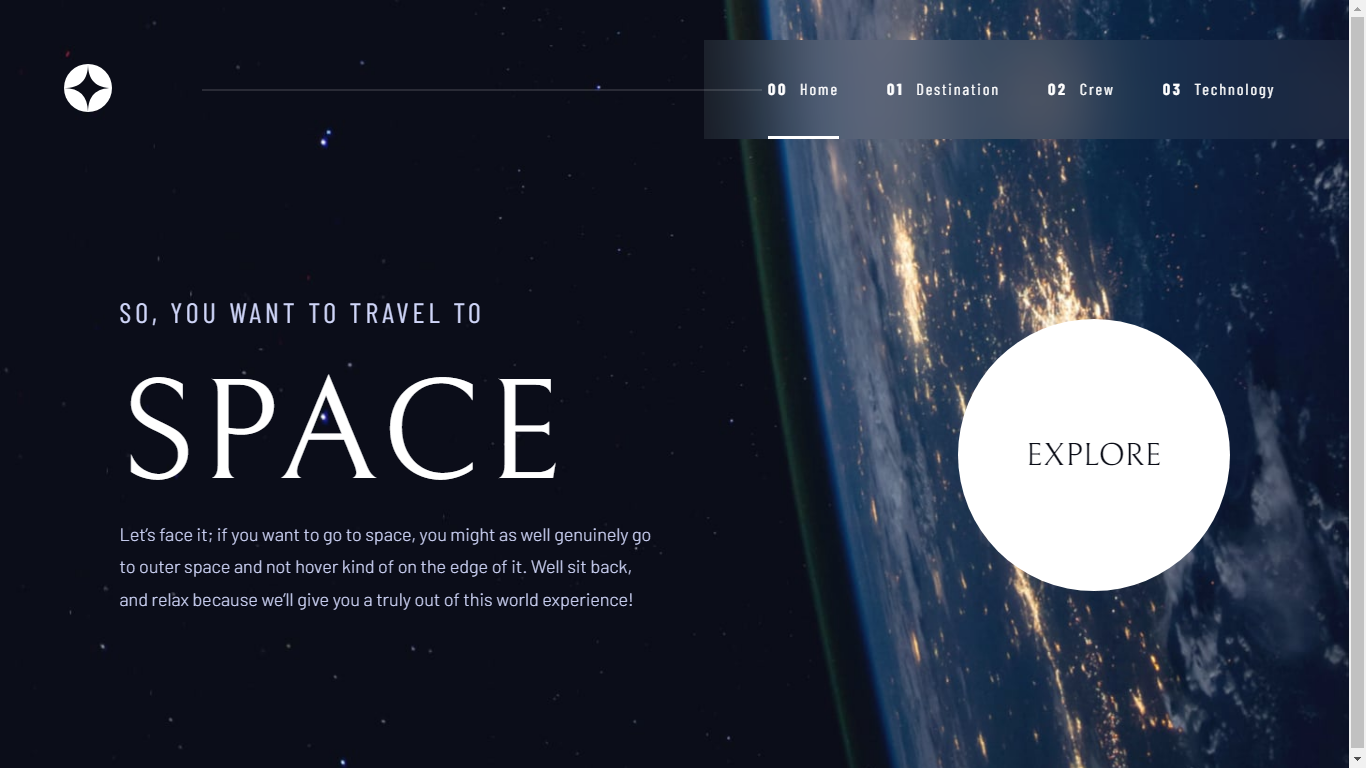 00 Home 01 Destination 02 Crew 03 Technology
SO, YOU WANT TO TRAVEL TO
SPACE
Let’s face it; if you want to go to space, you might as well genuinely go
to outer space and not hover kind of on the edge of it. Well sit back,
and relax because we’ll give you a truly out of this world experience!
EXPLORE